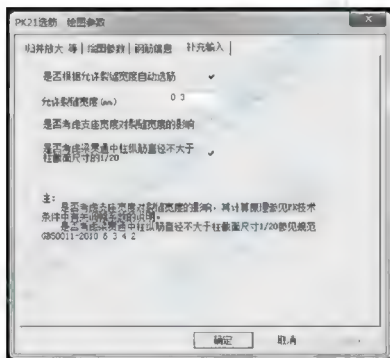 PK21选筋 绘图参数
归并放大 等 绘图参数 钢筋信息 补充输入
是否根据允许裂缝宽度自动选筋
允许裂缝宽度(mm) 0 3
是否考虑支座宽度对裂缝宽度的影响
是否考虑梁贯通中柱纵筋直径不大于
柱截面尺寸的1/20
注:
是否考虑支座宽度对裂缝宽度的影响,其计算原理参见PK技术
条件中有关的说明。
是否考虑梁贯通中柱纵筋直径不大于柱截面尺寸1/20参见规范
GB50011-2010 6 3 4 2
确定 取消